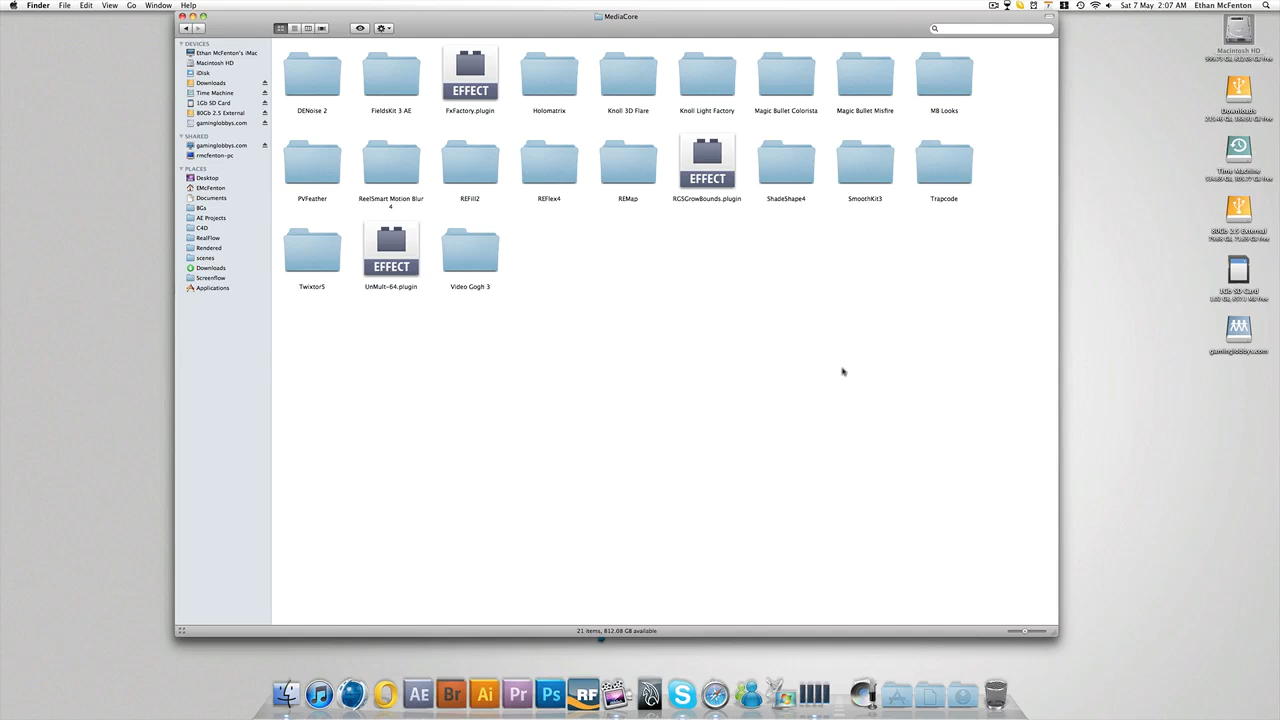 Finder File Edit View Go Window Help
Sat 7 May 2:07 AM Ethan McFenton
MediaCore
DEVICES
Ethan McFenton's iMac
Macintosh HD
iDisk
Downloads
Time Machine
1Gb SD Card
80Gb 2.5 External
gaminglobbys.com
SHARED
gaminglobbys.com
rmcfenton-pc
PLACES
Desktop
EMcFenton
Documents
BGs
AE Projects
C4D
RealFlow
Rendered
scenes
Downloads
Screenflow
Applications
EFFECT
DENoise 2 FieldsKit 3 AE FxFactory.plugin Holomatrix Knoll 3D Flare Knoll Light Factory Magic Bullet Colorista Magic Bullet Misfire MB Looks
EFFECT
PVFeather ReelSmart Motion Blur 4 REFill2 REFlex4 REMap RGSGrowBounds.plugin ShadeShape4 SmoothKit3 Trapcode
EFFECT
Twixtor5 UnMult-64.plugin Video Gogh 3
21 items, 812.08 GB available
Macintosh HD
Downloads
Time Machine
80Gb 2.5 External
1Gb SD Card
gaminglobbys.com
AE Br Ai Pr Ps RF